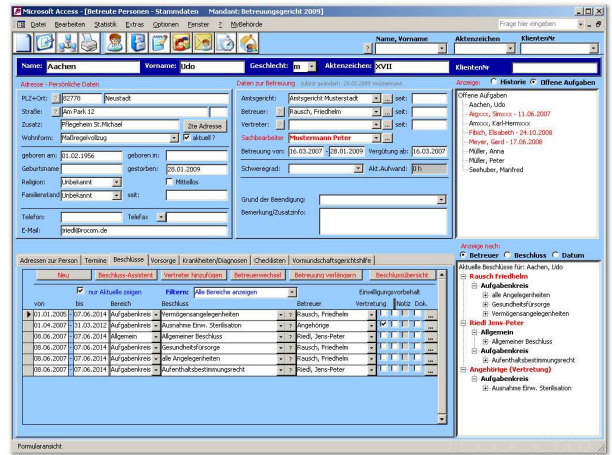 Microsoft Access - [Betreute Personen - Stammdaten    Mandant: Betreuungsgericht 2009]
Datei Bearbeiten Statistik Extras Optionen Fenster ? MyBehörde
Frage hier eingeben
Name, Vorname Aktenzeichen KlientenNr
?
Name: Aachen Vorname: Udo Geschlecht: m Aktenzeichen: XVII KlientenNr
Adresse - Persönliche Daten
PLZ+Ort: ? 82778 Neustadt
Straße: ? Am Park 12
Zusatz: Pflegeheim St.Michael 2te Adresse
Wohnform: Maßregelvollzug aktuell?
geboren am: 01.02.1956 geboren in:
Geburtsname gestorben: 28.01.2009
Religion: Unbekannt Mittellos
Familienstand Unbekannt seit:
Telefon: Telefax
E-Mail: jriedl@rocom.de
Daten zur Betreuung
Amtsgericht: Amtsgericht Musterstadt ... seit:
Betreuer: ? Rausch, Friedhelm ... seit:
Vertreter: ? ... seit:
Sachbearbeiter Mustermann Peter ...
Betreuung von: 16.03.2007 - 28.01.2009 Vergütung ab: 16.03.2007
Schweregrad: Akt.Aufwand: 0 h
Grund der Beendigung:
Bemerkung/Zusatzinfo:
Anzeige: Historie Offene Aufgaben
Offene Aufgaben
Aachen, Udo
Argxxx, Simxxx - 11.06.2007
Amxxx, Karl-Hermxxx
Fibich, Elisabeth - 24.10.2008
Meyer, Gerd - 17.06.2008
Müller, Anna
Müller, Peter
Seehuber, Manfred
Adressen zur Person Termine Beschlüsse Vorsorge Krankheiten/Diagnosen Checklisten Vormundschaftsgerichtshilfe
Neu Beschluss-Assistent Vertreter hinzufügen Betreuerwechsel Betreuung verlängern Beschlussübersicht
nur Aktuelle zeigen Filtern: Alle Bereiche anzeigen Einwilligungsvorbehalt
von bis Bereich Beschluss Betreuer Vertretung Notiz Dok.
01.01.2005 - 07.06.2014 Aufgabenkreis Vermögensangelegenheiten ? Rausch, Friedhelm ...
01.04.2007 - 31.03.2012 Aufgabenkreis Ausnahme Einw. Sterilisation ? Angehörige ...
08.06.2007 - 07.06.2014 Allgemein Allgemeiner Beschluss ? Riedl, Jens-Peter ...
08.06.2007 - 07.06.2014 Aufgabenkreis Gesundheitsfürsorge ? Rausch, Friedhelm ...
08.06.2007 - 07.06.2014 Aufgabenkreis alle Angelegenheiten ? Rausch, Friedhelm ...
08.06.2007 - 07.06.2014 Aufgabenkreis Aufenthaltsbestimmungsrecht ? Riedl, Jens-Peter ...
Anzeige nach:
Betreuer Beschluss Datum
Aktuelle Beschlüsse für: Aachen, Udo
Rausch Friedhelm
Aufgabenkreis
alle Angelegenheiten
Gesundheitsfürsorge
Vermögensangelegenheiten
Riedl Jens-Peter
Allgemein
Allgemeiner Beschluss
Aufgabenkreis
Aufenthaltsbestimmungsrecht
Angehörige (Vertretung)
Aufgabenkreis
Ausnahme Einw. Sterilisation
Formularansicht